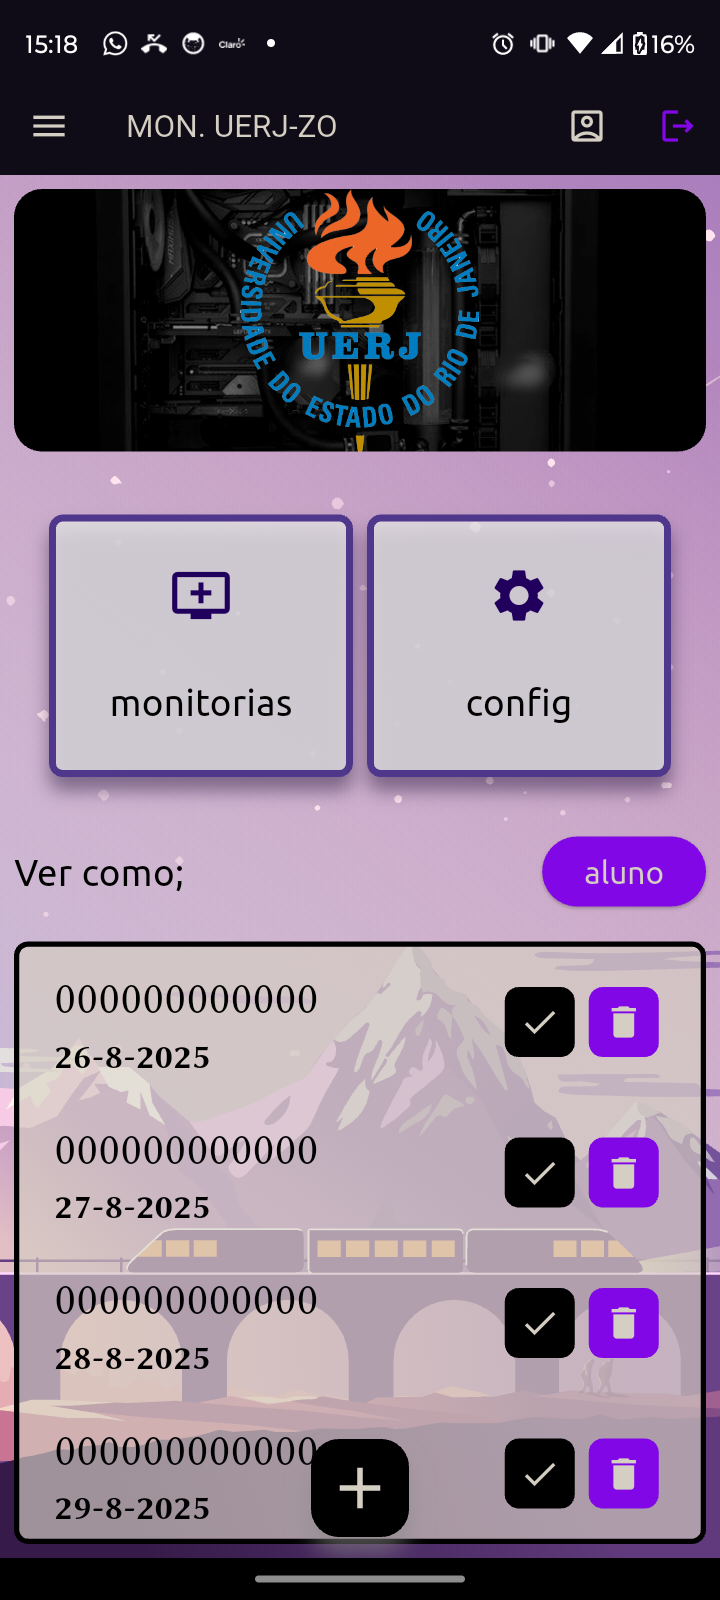 15:18 Claro 16%
MON. UERJ-ZO
UNIVERSIDADE DO ESTADO DO RIO DE JANEIRO
UERJ
monitorias config
Ver como; aluno
000000000000
26-8-2025
000000000000
27-8-2025
000000000000
28-8-2025
000000000000
29-8-2025